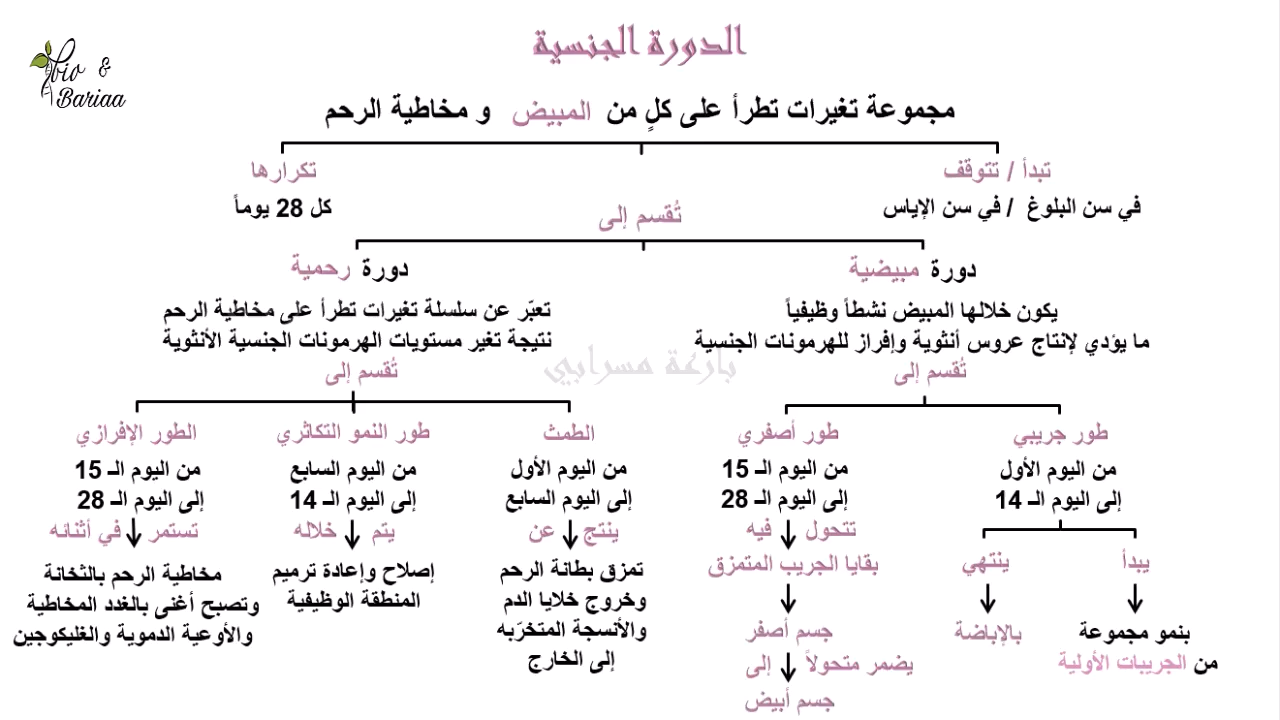 الدورة الجنسية
bio &
Bariaa
مجموعة تغيرات تطرأ على كلٍ من المبيض و مخاطية الرحم
تبدأ / تتوقف
في سن البلوغ / في سن الإياس
تكرارها
كل 28 يوماً
تُقسم إلى
دورة مبيضية
يكون خلالها المبيض نشطاً وظيفياً
ما يؤدي لإنتاج عروس أنثوية وإفراز للهرمونات الجنسية
تُقسم إلى
طور جريبي
من اليوم الأول
إلى اليوم الـ 14
يبدأ
بنمو مجموعة
من الجريبات الأولية
ينتهي
بالإباضة
طور أصفري
من اليوم الـ 15
إلى اليوم الـ 28
تتحول فيه
بقايا الجريب المتمزق
جسم أصفر
يضمر متحولاً إلى
جسم أبيض
دورة رحمية
تعبّر عن سلسلة تغيرات تطرأ على مخاطية الرحم
نتيجة تغير مستويات الهرمونات الجنسية الأنثوية
تُقسم إلى
الطمث
من اليوم الأول
إلى اليوم السابع
ينتج عن
تمزق بطانة الرحم
وخروج خلايا الدم
والأنسجة المتخرّبه
إلى الخارج
طور النمو التكاثري
من اليوم السابع
إلى اليوم الـ 14
يتم خلاله
إصلاح وإعادة ترميم
المنطقة الوظيفية
الطور الإفرازي
من اليوم الـ 15
إلى اليوم الـ 28
تستمر في أثنائه
مخاطية الرحم بالثخانة
وتصبح أغنى بالغدد المخاطية
والأوعية الدموية والغليكوجين
بارعة مسرابي